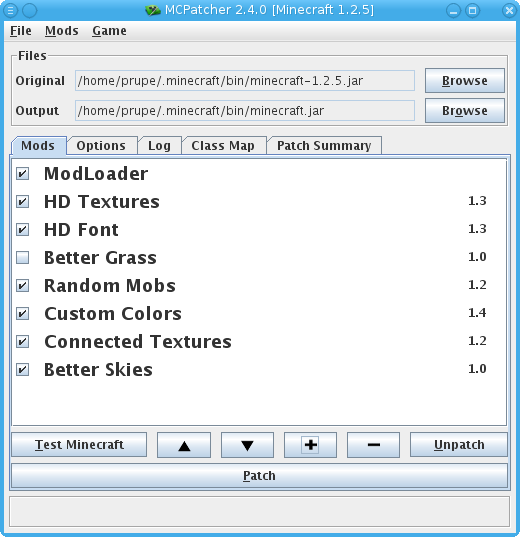 MCPatcher 2.4.0 [Minecraft 1.2.5]
File Mods Game
Files
Original /home/prupe/.minecraft/bin/minecraft-1.2.5.jar Browse
Output /home/prupe/.minecraft/bin/minecraft.jar Browse
Mods Options Log Class Map Patch Summary
ModLoader
HD Textures 1.3
HD Font 1.3
Better Grass 1.0
Random Mobs 1.2
Custom Colors 1.4
Connected Textures 1.2
Better Skies 1.0
Test Minecraft Unpatch
Patch